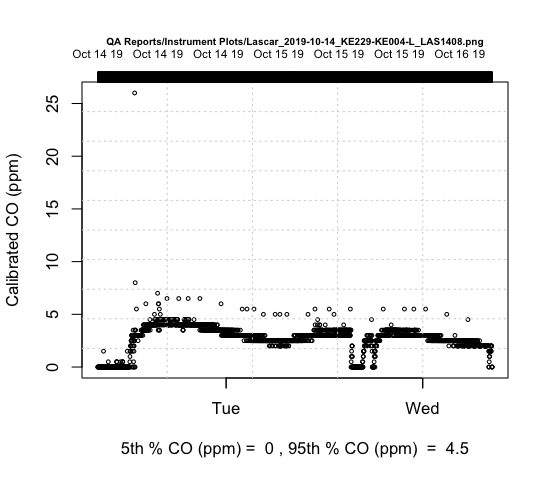 QA Reports/Instrument Plots/Lascar_2019-10-14_KE229-KE004-L_LAS1408.png
Oct 14 19 Oct 14 19 Oct 14 19 Oct 15 19 Oct 15 19 Oct 15 19 Oct 16 19
25
20
15
10
5
0
Calibrated CO (ppm)
Tue Wed
5th % CO (ppm) = 0 , 95th % CO (ppm) = 4.5